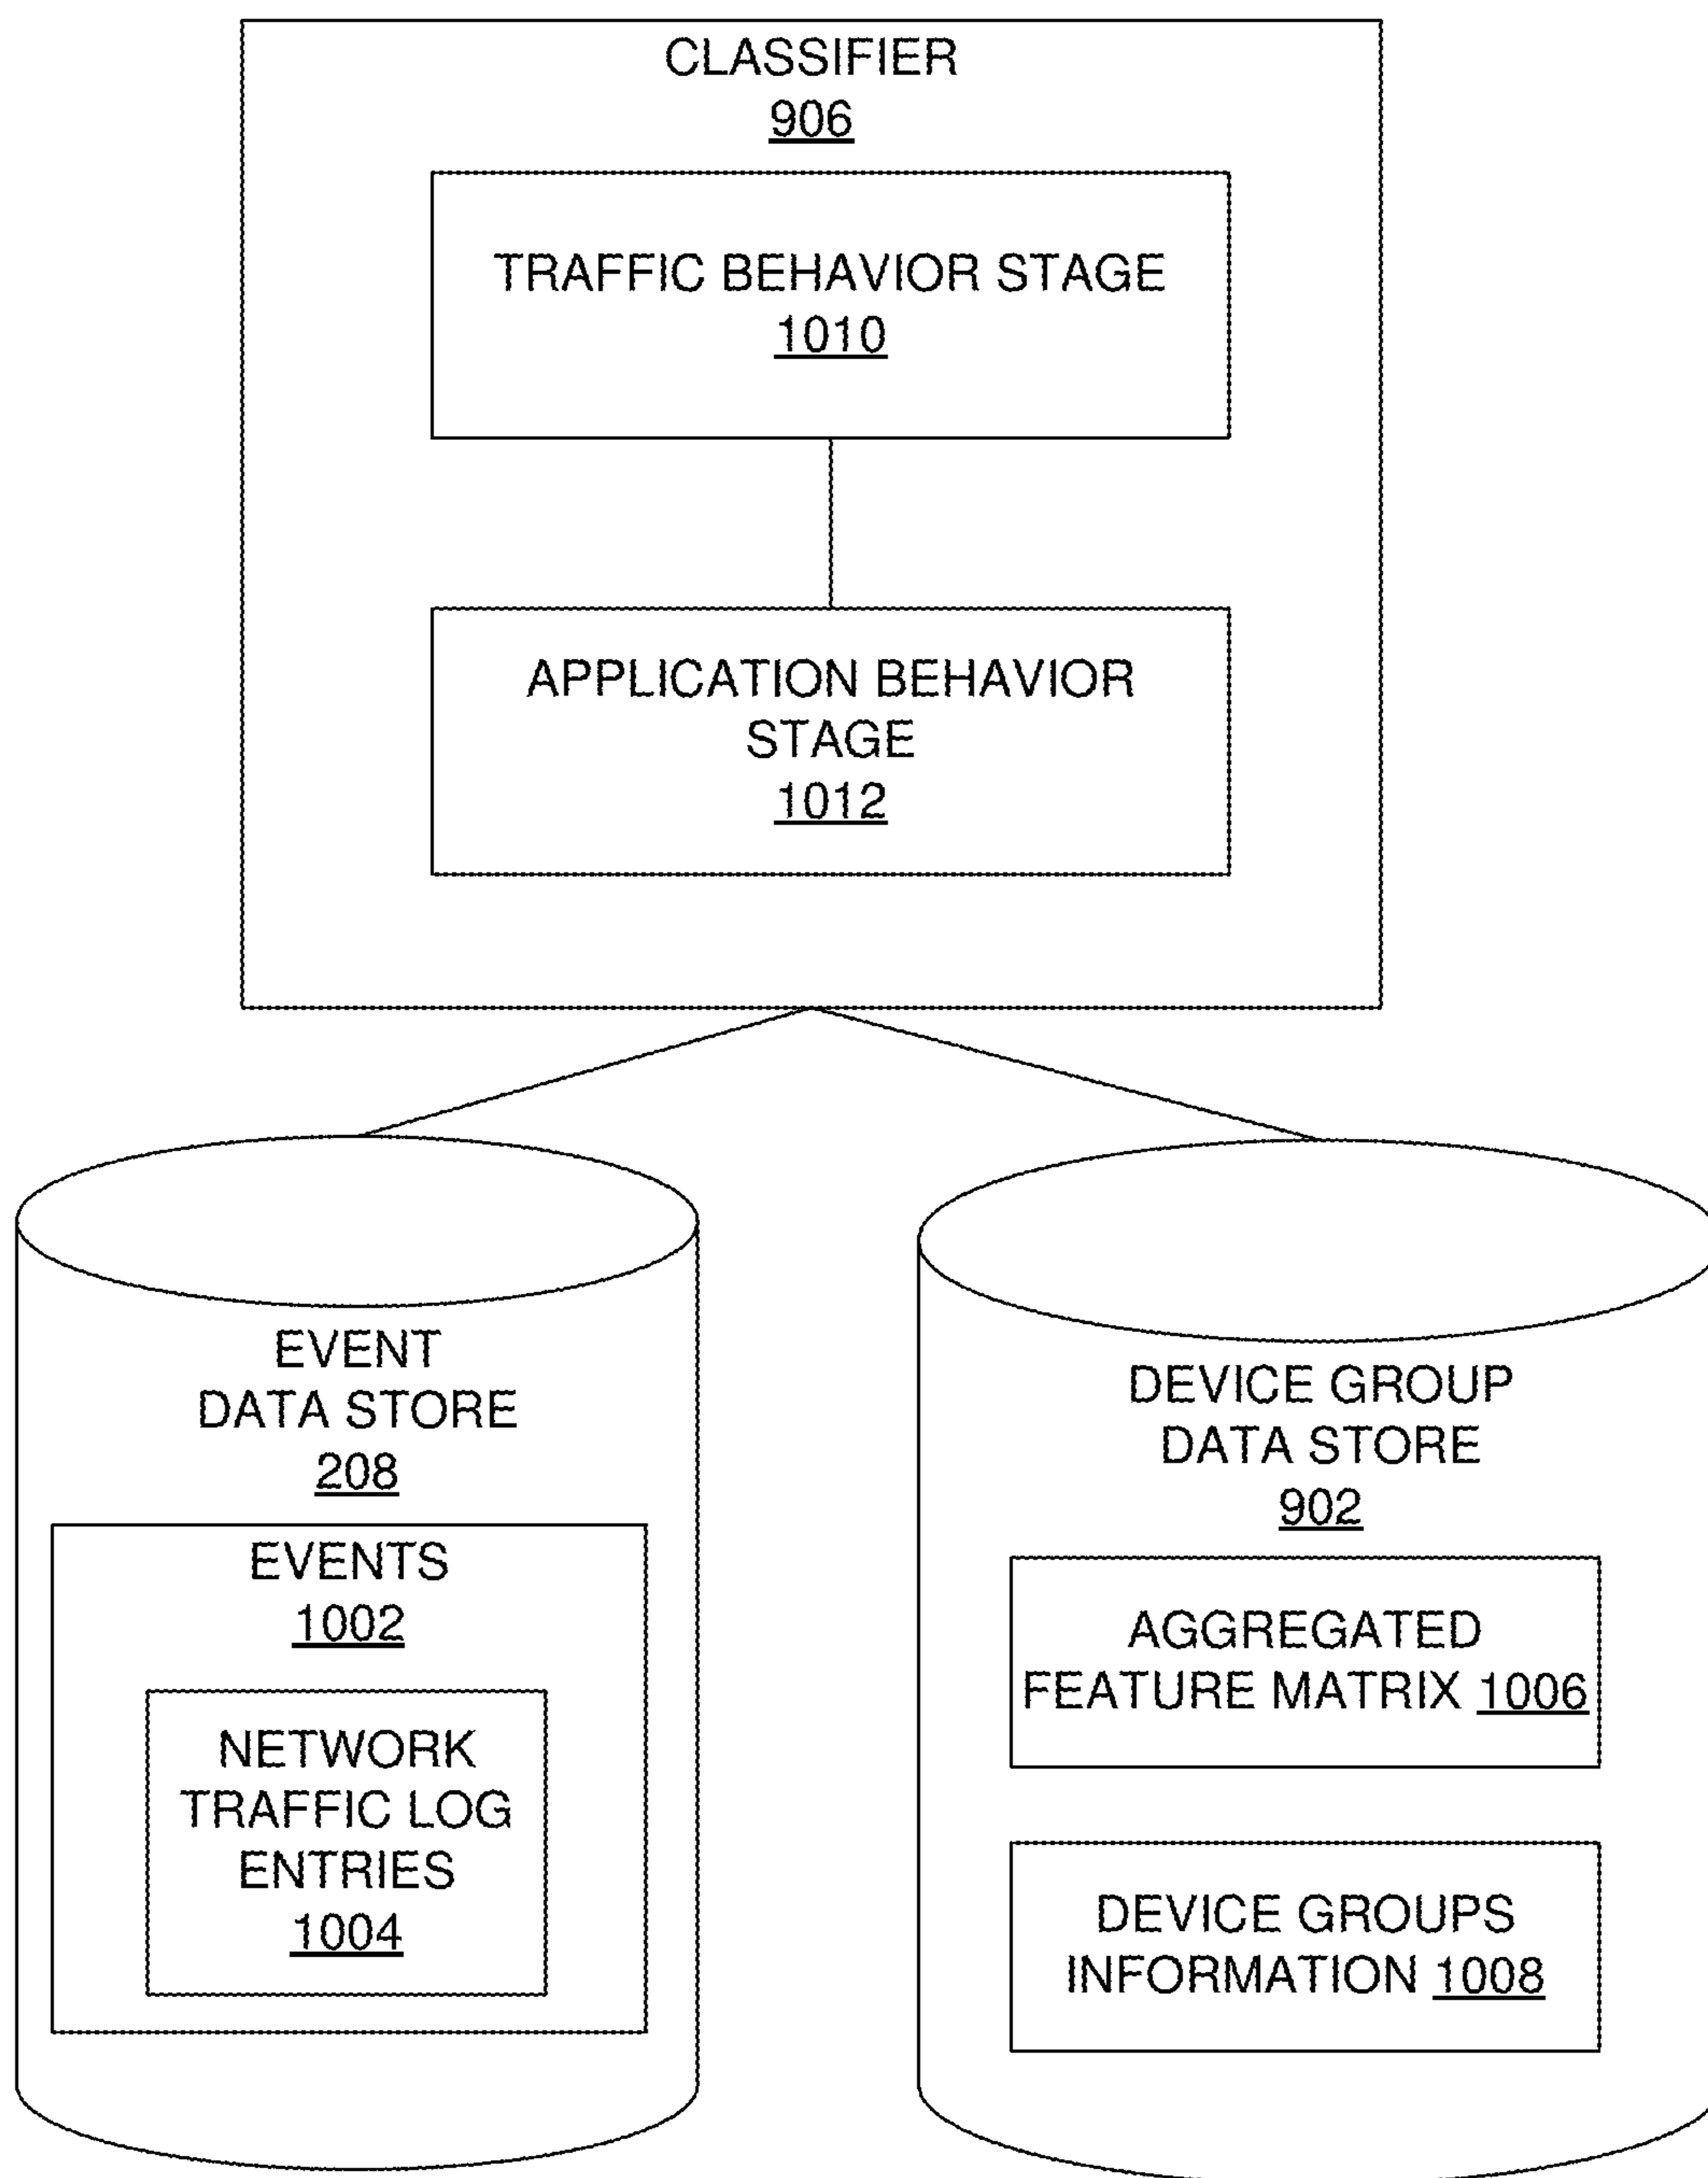 CLASSIFIER
906
TRAFFIC BEHAVIOR STAGE
1010
APPLICATION BEHAVIOR
STAGE
1012
EVENT
DATA STORE
208
EVENTS
1002
NETWORK
TRAFFIC LOG
ENTRIES
1004
DEVICE GROUP
DATA STORE
902
AGGREGATED
FEATURE MATRIX 1006
DEVICE GROUPS
INFORMATION 1008